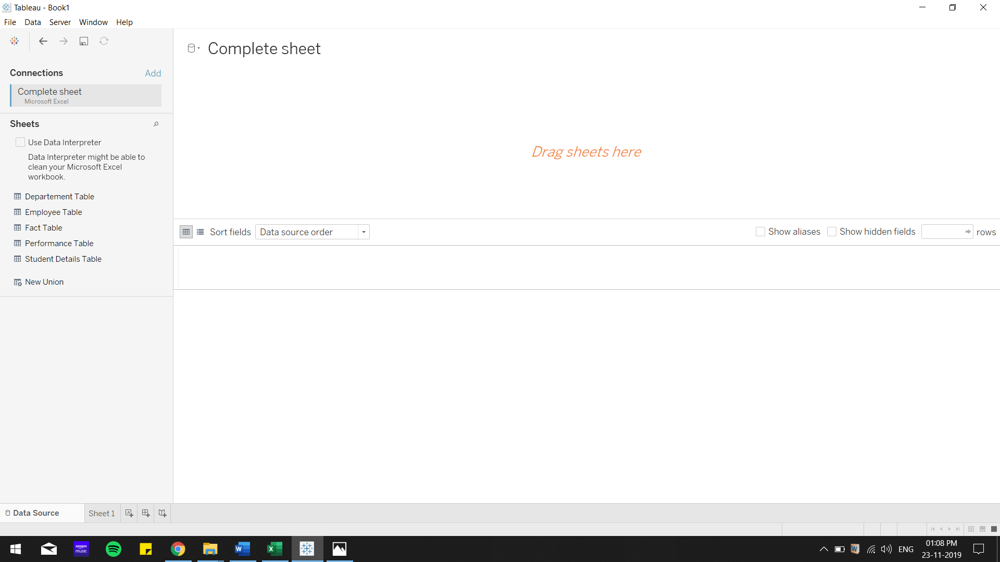 Tableau - Book1
File Data Server Window Help
Connections Add
Complete sheet
Microsoft Excel
Sheets
Use Data Interpreter
Data Interpreter might be able to
clean your Microsoft Excel
workbook.
Departement Table
Employee Table
Fact Table
Performance Table
Student Details Table
New Union
Complete sheet
Drag sheets here
Sort fields Data source order Show aliases Show hidden fields rows
Data Source Sheet 1
amazon
music
W
X
W
ENG
01:08 PM
23-11-2019